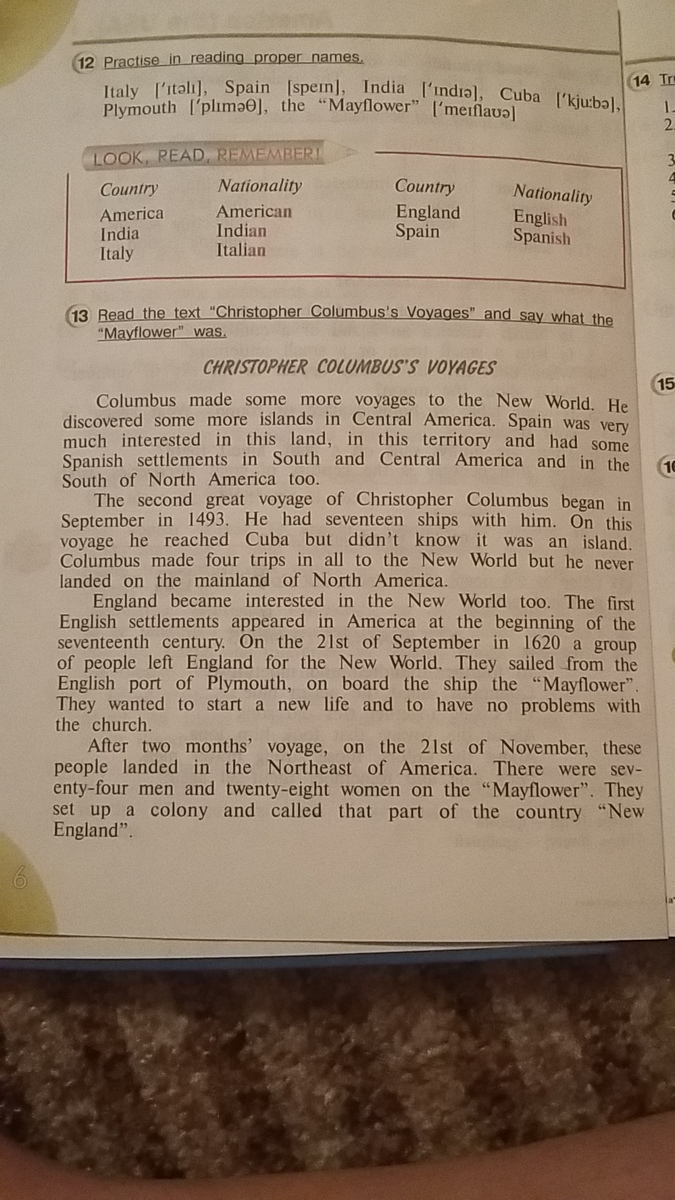 12 Practise in reading proper names.
Italy [ˈɪtəlɪ], Spain [speɪn], India [ˈɪndɪə], Cuba [ˈkjuːbə],
Plymouth [ˈplɪməθ], the “Mayflower” [ˈmeɪflaʊə]
LOOK, READ, REMEMBER!
Country Nationality Country Nationality
America American England English
India Indian Spain Spanish
Italy Italian
13 Read the text “Christopher Columbus's Voyages” and say what the
“Mayflower” was.
CHRISTOPHER COLUMBUS'S VOYAGES
Columbus made some more voyages to the New World. He
discovered some more islands in Central America. Spain was very
much interested in this land, in this territory and had some
Spanish settlements in South and Central America and in the
South of North America too.
The second great voyage of Christopher Columbus began in
September in 1493. He had seventeen ships with him. On this
voyage he reached Cuba but didn't know it was an island.
Columbus made four trips in all to the New World but he never
landed on the mainland of North America.
England became interested in the New World too. The first
English settlements appeared in America at the beginning of the
seventeenth century. On the 21st of September in 1620 a group
of people left England for the New World. They sailed from the
English port of Plymouth, on board the ship the “Mayflower”.
They wanted to start a new life and to have no problems with
the church.
After two months' voyage, on the 21st of November, these
people landed in the Northeast of America. There were sev-
enty-four men and twenty-eight women on the “Mayflower”. They
set up a colony and called that part of the country “New
England”.
6
14
1.
2.
3
4
15